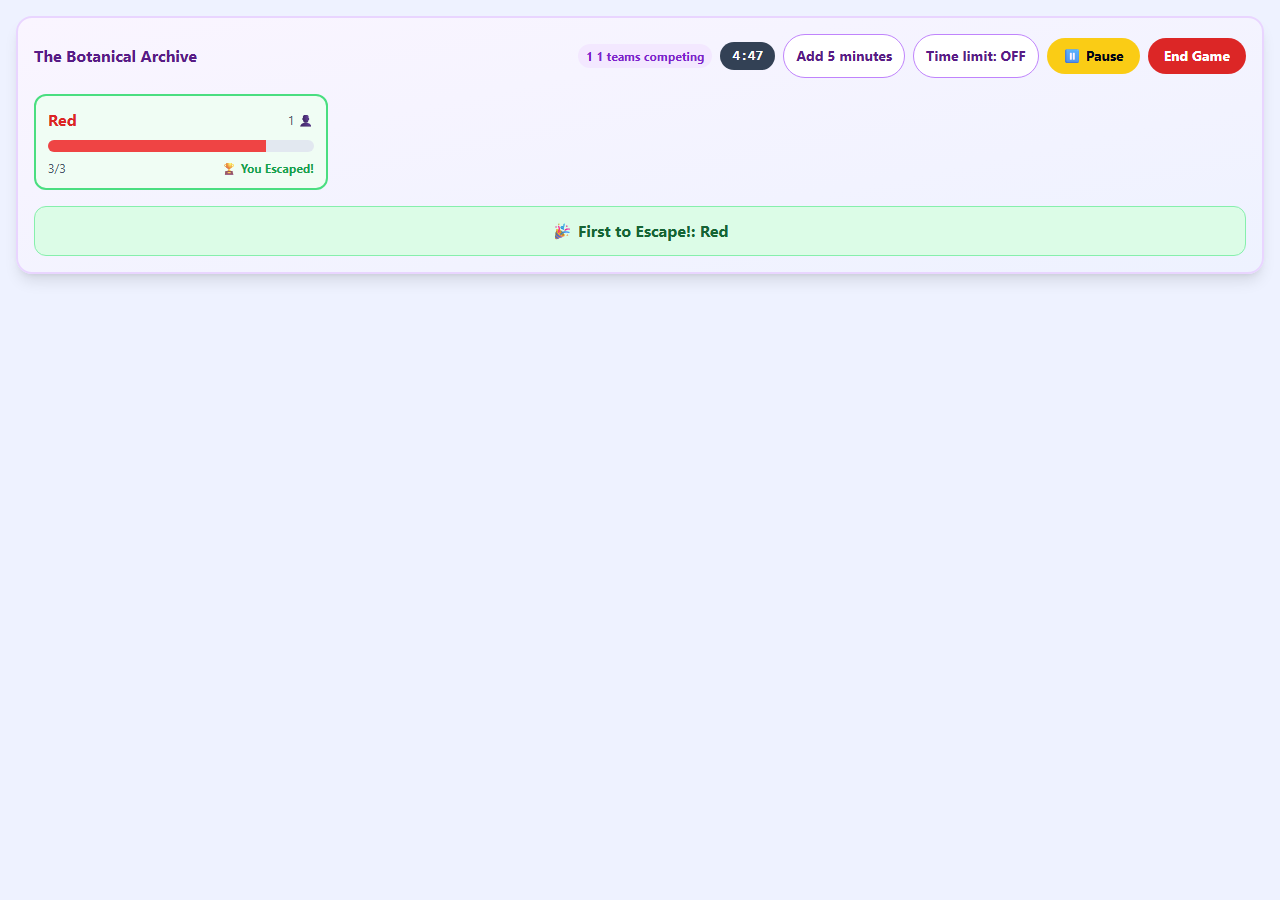 The Botanical Archive
1 1 teams competing
4:47
Add 5 minutes
Time limit: OFF
⏸️ Pause
End Game
Red
1 👤
3/3
🏆 You Escaped!
🎉 First to Escape!: Red